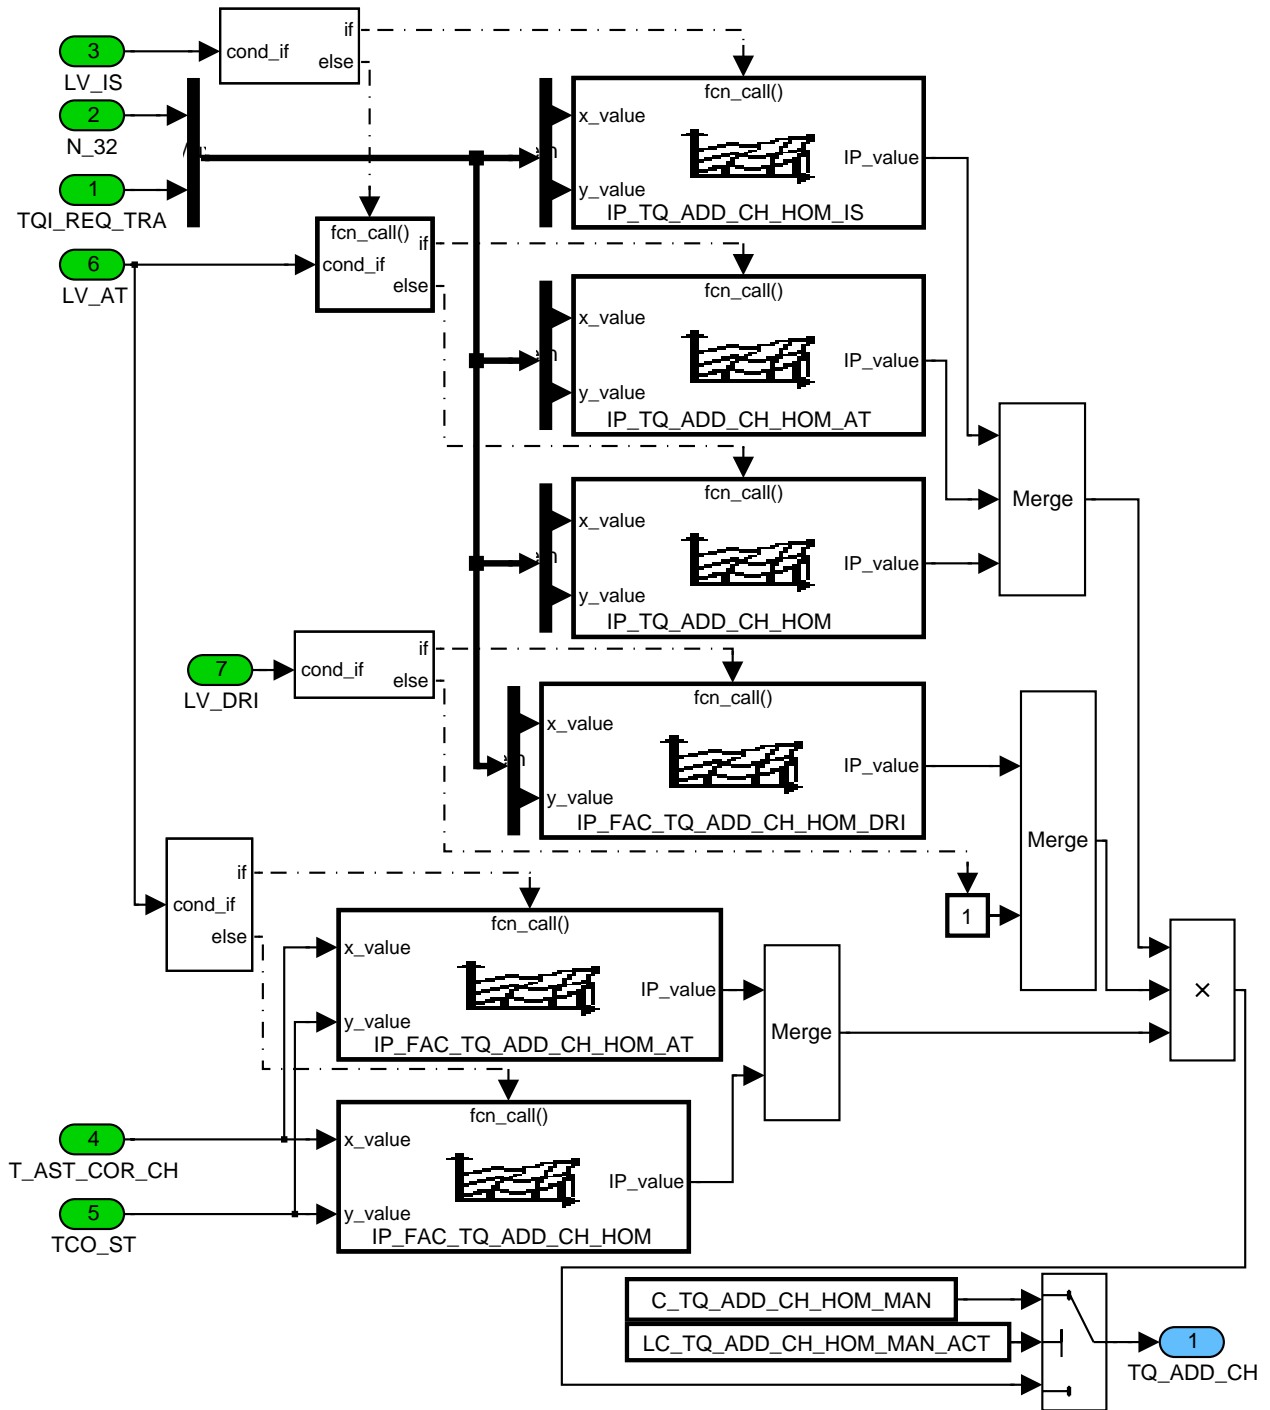 3
LV_IS
cond_if
if
else
2
N_32
1
TQI_REQ_TRA
6
LV_AT
fcn_call()
cond_if
if
else
fcn_call()
x_value
y_value
IP_value
IP_TQ_ADD_CH_HOM_IS
fcn_call()
x_value
y_value
IP_value
IP_TQ_ADD_CH_HOM_AT
fcn_call()
x_value
y_value
IP_value
IP_TQ_ADD_CH_HOM
Merge
7
LV_DRI
cond_if
if
else
fcn_call()
x_value
y_value
IP_value
IP_FAC_TQ_ADD_CH_HOM_DRI
1
Merge
cond_if
if
else
fcn_call()
x_value
y_value
IP_value
IP_FAC_TQ_ADD_CH_HOM_AT
Merge
×
4
T_AST_COR_CH
5
TCO_ST
fcn_call()
x_value
y_value
IP_value
IP_FAC_TQ_ADD_CH_HOM
C_TQ_ADD_CH_HOM_MAN
LC_TQ_ADD_CH_HOM_MAN_ACT
1
TQ_ADD_CH